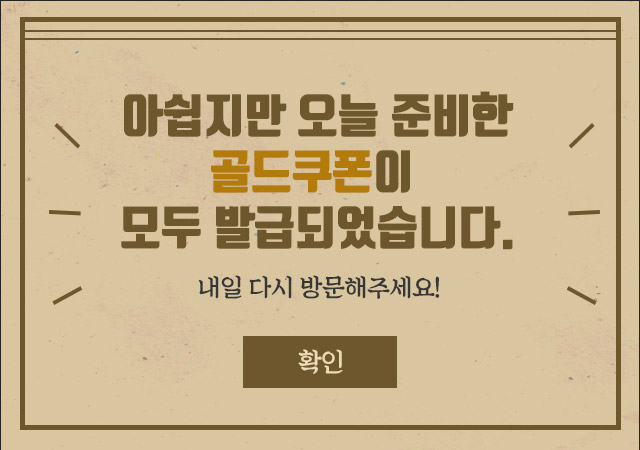 아쉽지만 오늘 준비한
골드쿠폰이
모두 발급되었습니다.
내일 다시 방문해주세요!
확인